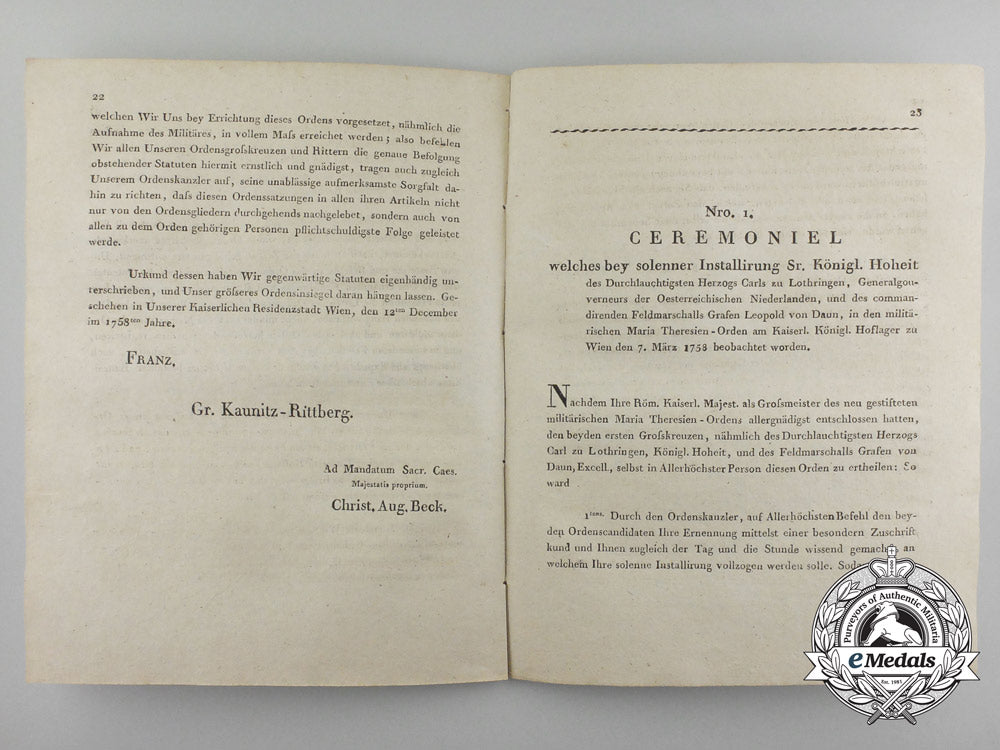 22
welchen Wir Uns bey Errichtung dieses Ordens vorgesetzet, nähmlich die
Aufnahme des Militäres, in vollem Maſs erreichet werden; also befehlen
Wir allen Unseren Ordensgroſskreuzen und Rittern die genaue Befolgung
obstehender Statuten hiermit ernstlich und gnädigst, tragen auch zugleich
Unserem Ordenskanzler auf, seine unablässige aufmerksamste Sorgfalt da-
hin zu richten, daſs diesen Ordenssatzungen in allen ihren Artikeln nicht
nur von den Ordensgliedern durchgehends nachgelebet, sondern auch von
allen zu dem Orden gehörigen Personen pflichtschuldigste Folge geleistet
werde.
Urkund dessen haben Wir gegenwärtige Statuten eigenhändig un-
terschrieben, und Unser gröſseres Ordensinsiegel daran hängen lassen. Ge-
schehen in Unserer Kaiserlichen Residenzstadt Wien, den 12ten December
im 1758ten Jahre.
FRANZ.
Gr. Kaunitz-Rittberg.
Ad Mandatum Sacr. Caes.
Majestatis proprium.
Christ. Aug. Beck.
23
Nro. 1.
CEREMONIEL
welches bey solenner Installirung Sr. Königl. Hoheit
des Durchlauchtigsten Herzogs Carls zu Lothringen, Generalgou-
verneurs der Oesterreichischen Niederlanden, und des comman-
direnden Feldmarschalls Grafen Leopold von Daun, in den militä-
rischen Maria Theresien-Orden am Kaiserl. Königl. Hoflager zu
Wien den 7. März 1758 beobachtet worden.
Nachdem Ihre Röm. Kaiserl. Majest. als Groſsmeister des neu gestifteten
militärischen Maria Theresien-Ordens allergnädigst entschlossen hatten,
den beyden ersten Groſskreuzen, nähmlich des Durchlauchtigsten Herzogs
Carl zu Lothringen, Königl. Hoheit, und des Feldmarschalls Grafen von
Daun, Excell, selbst in Allerhöchster Person diesen Orden zu ertheilen: So
ward
1tens. Durch den Ordenskanzler, auf Allerhöchsten Befehl den bey-
den Ordenscandidaten Ihre Ernennung mittelst einer besondern Zuschrift
kund und Ihnen zugleich der Tag und die Stunde wissend gemacht, an
welchem Ihre solenne Installirung vollzogen werden solle.
Purveyors of Authentic Militaria
eMedals
Est. 1981